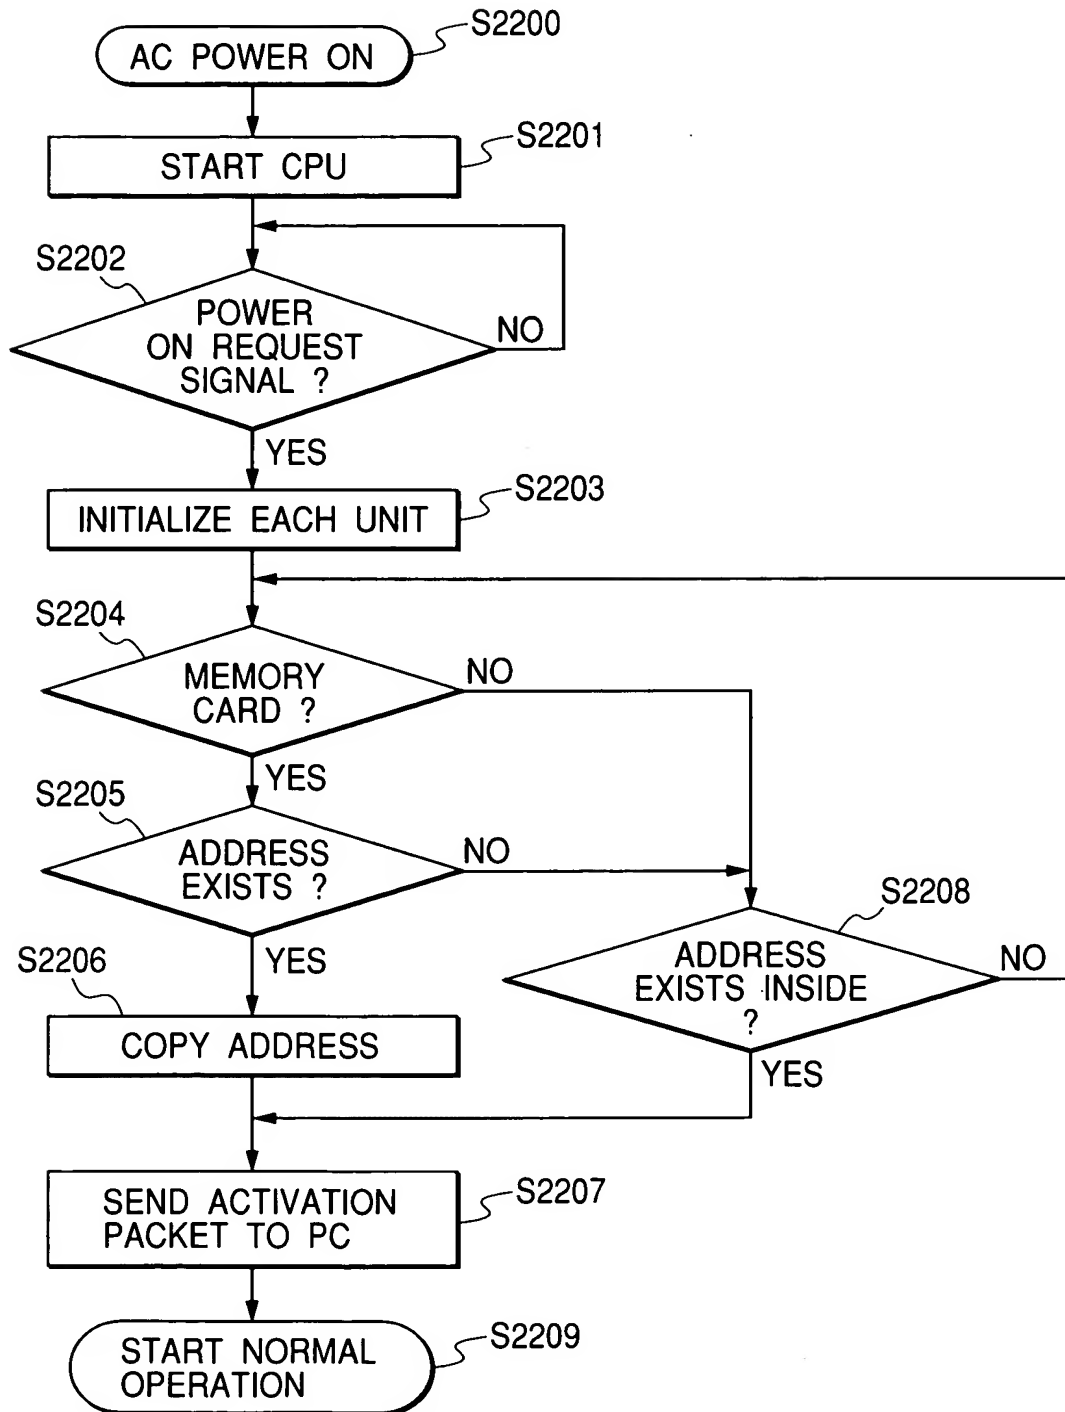 S2200
AC POWER ON
S2201
START CPU
S2202
POWER
ON REQUEST
SIGNAL ?
NO
YES
S2203
INITIALIZE EACH UNIT
S2204
MEMORY
CARD ?
NO
YES
S2205
ADDRESS
EXISTS ?
NO
YES
S2208
ADDRESS
EXISTS INSIDE
?
NO
YES
S2206
COPY ADDRESS
S2207
SEND ACTIVATION
PACKET TO PC
S2209
START NORMAL
OPERATION